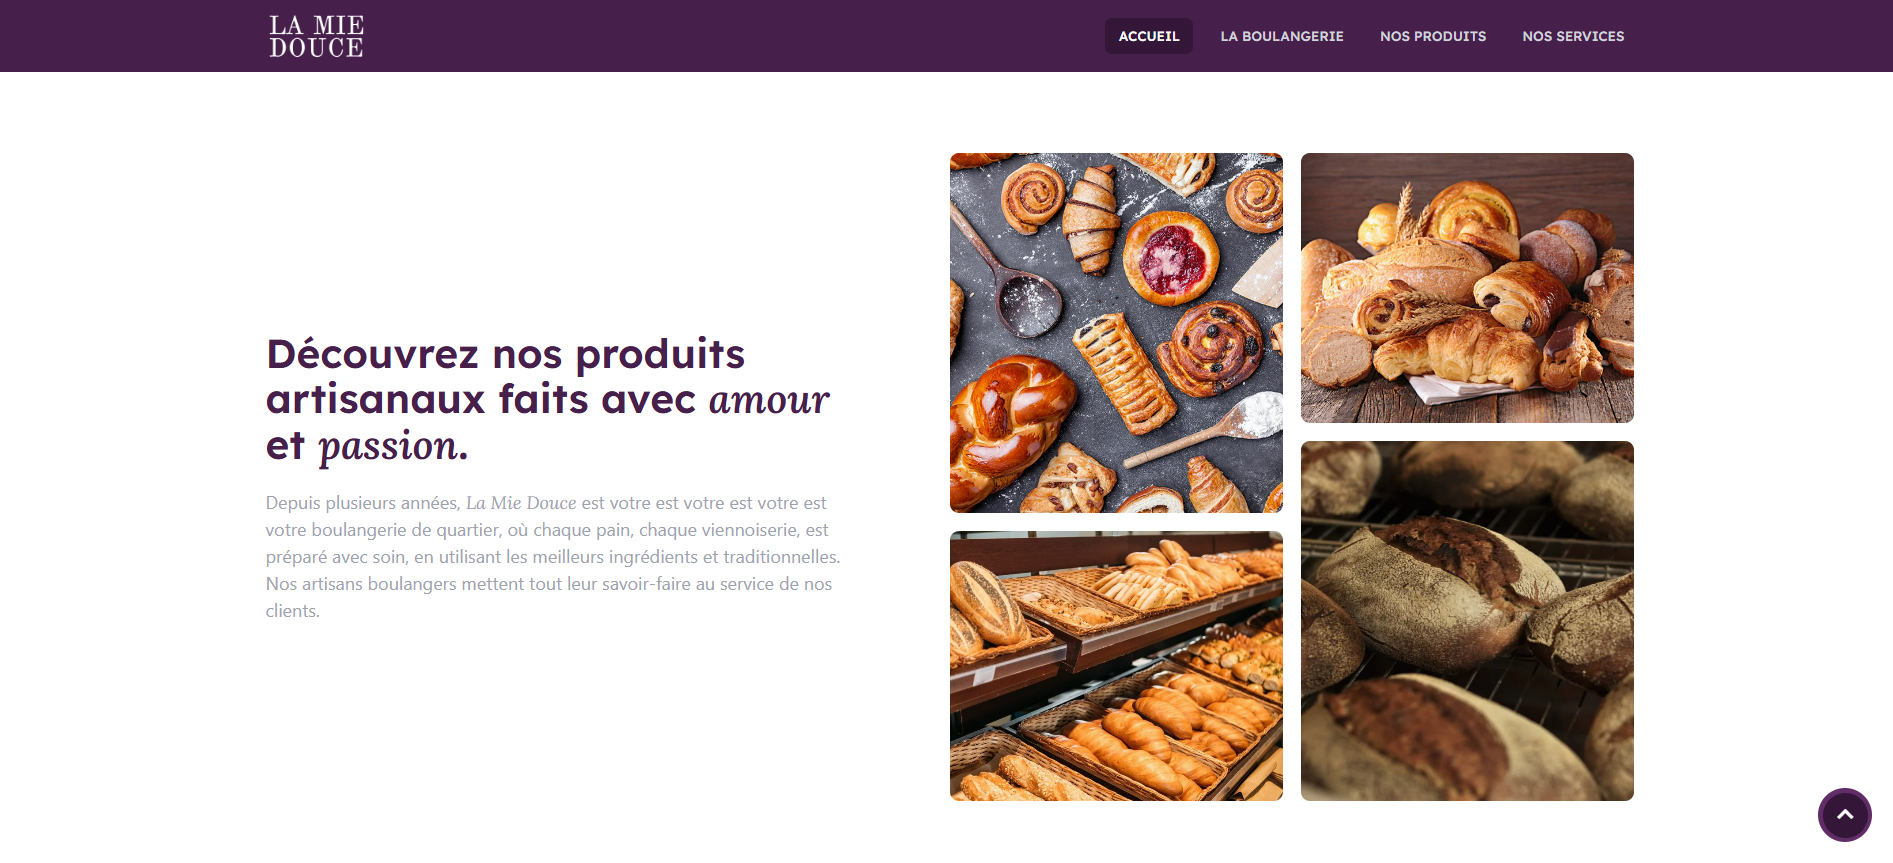 LA MIE
DOUCE
ACCUEIL
LA BOULANGERIE
NOS PRODUITS
NOS SERVICES
Découvrez nos produits
artisanaux faits avec amour
et passion.
Depuis plusieurs années, La Mie Douce est votre est votre est votre est
votre boulangerie de quartier, où chaque pain, chaque viennoiserie, est
préparé avec soin, en utilisant les meilleurs ingrédients et traditionnelles.
Nos artisans boulangers mettent tout leur savoir-faire au service de nos
clients.